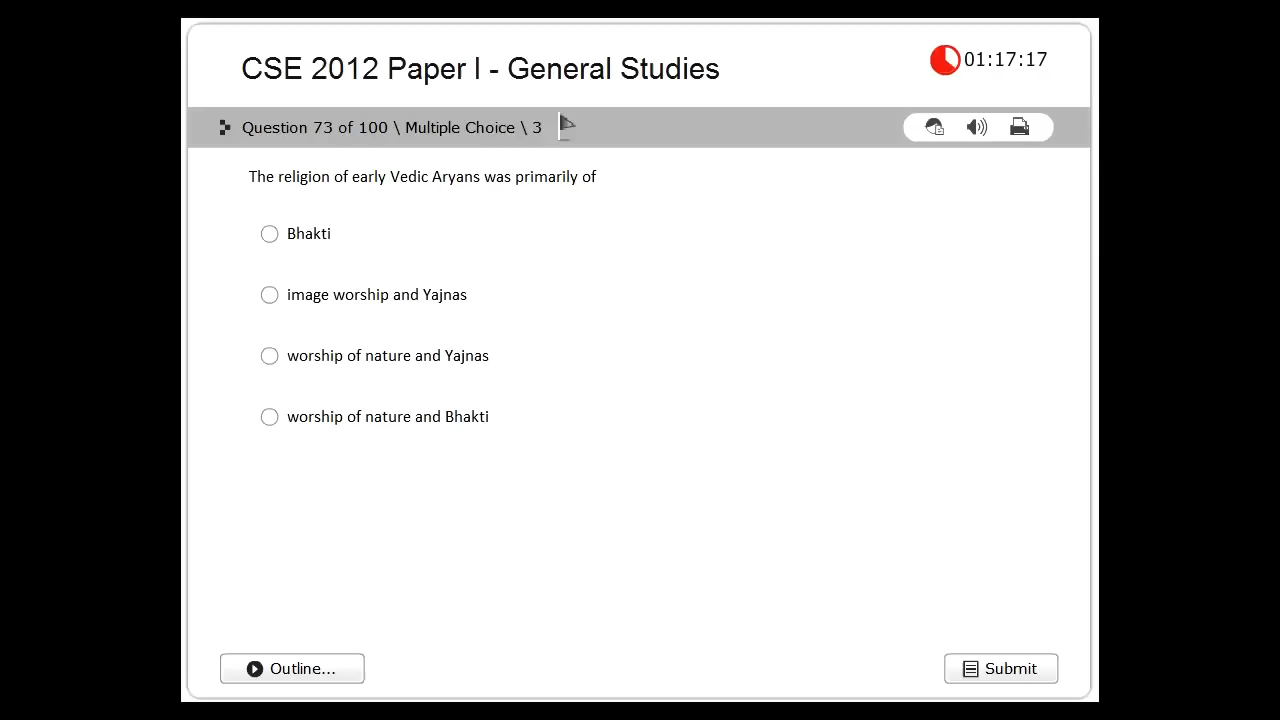 CSE 2012 Paper I - General Studies
01:17:17
Question 73 of 100 \ Multiple Choice \ 3
The religion of early Vedic Aryans was primarily of
Bhakti
image worship and Yajnas
worship of nature and Yajnas
worship of nature and Bhakti
Outline...
Submit